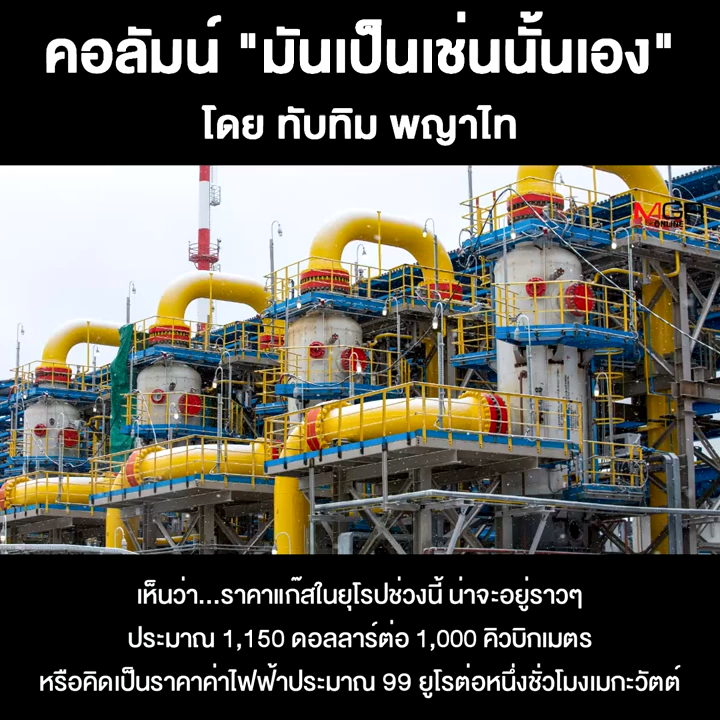 คอลัมน์ "มันเป็นเช่นนั้นเอง"
โดย ทับทิม พญาไท
MGR
ONLINE
เห็นว่า...ราคาแก๊สในยุโรปช่วงนี้ น่าจะอยู่ราวๆ
ประมาณ 1,150 ดอลลาร์ต่อ 1,000 คิวบิกเมตร
หรือคิดเป็นราคาค่าไฟฟ้าประมาณ 99 ยูโรต่อหนึ่งชั่วโมงเมกะวัตต์